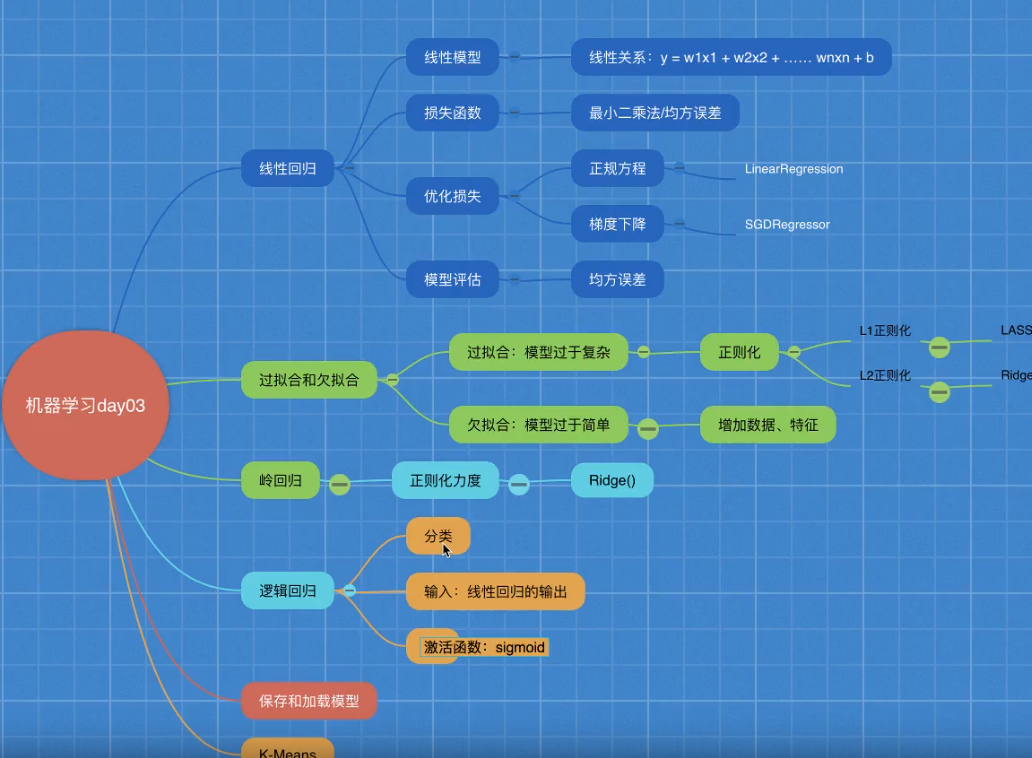 线性模型
线性关系：y = w1x1 + w2x2 + …… wnxn + b
损失函数
最小二乘法/均方误差
线性回归
优化损失
正规方程
LinearRegression
梯度下降
SGDRegressor
模型评估
均方误差
机器学习day03
过拟合和欠拟合
过拟合：模型过于复杂
正则化
L1正则化
LASS
L2正则化
Ridge
欠拟合：模型过于简单
增加数据、特征
岭回归
正则化力度
Ridge()
逻辑回归
分类
输入：线性回归的输出
激活函数：sigmoid
保存和加载模型
K-Means